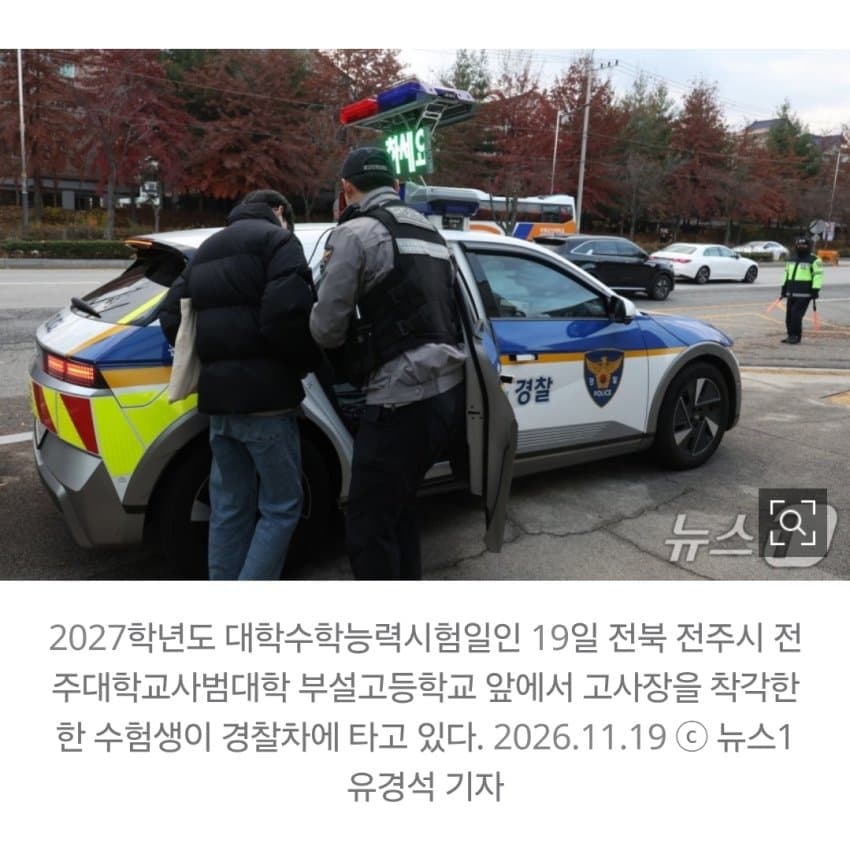 차세요
경찰
POLICE
뉴스1
2027학년도 대학수학능력시험일인 19일 전북 전주시 전
주대학교사범대학 부설고등학교 앞에서 고사장을 착각한
한 수험생이 경찰차에 타고 있다. 2026.11.19 ⓒ 뉴스1
유경석 기자